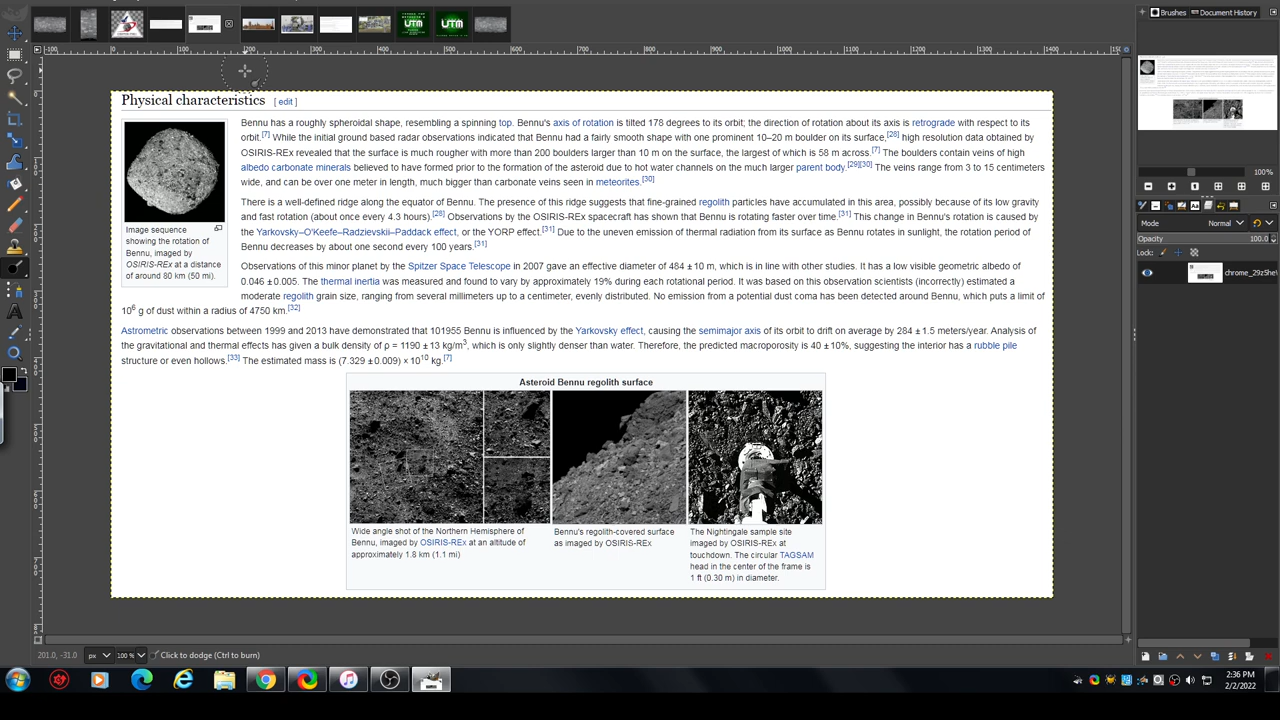 Brushes
Document History
-100 0 100 200 300 400 500 600 700 800 900 1000 1100 1200 1300 1400
Physical characteristics [ edit ]
Bennu has a roughly spheroidal shape, resembling a spinning top. Bennu's axis of rotation is tilted 178 degrees to its orbit; the direction of rotation about its axis is retrograde with respect to its
orbit.[7] While the initial ground based radar observations indicated that Bennu had a fairly smooth shape with one prominent 10–20 m boulder on its surface,[28] high resolution data obtained by
OSIRIS-REx revealed that the surface is much rougher with more than 200 boulders larger than 10 m on the surface, the largest of which is 58 m across.[7] The boulders contain veins of high
albedo carbonate minerals believed to have formed prior to the formation of the asteroid due to hot water channels on the much larger parent body.[29][30] The veins range from 3 to 15 centimeters
wide, and can be over one meter in length, much bigger than carbonate veins seen in meteorites.[30]
There is a well-defined ridge along the equator of Bennu. The presence of this ridge suggests that fine-grained regolith particles have accumulated in this area, possibly because of its low gravity
and fast rotation (about once every 4.3 hours).[28] Observations by the OSIRIS-REx spacecraft has shown that Bennu is rotating faster over time.[31] This change in Bennu's rotation is caused by
the Yarkovsky–O'Keefe–Radzievskii–Paddack effect, or the YORP effect.[31] Due to the uneven emission of thermal radiation from its surface as Bennu rotates in sunlight, the rotation period of
Bennu decreases by about one second every 100 years.[31]
Image sequence
showing the rotation of
Bennu, imaged by
OSIRIS-REx at a distance
of around 80 km (50 mi).
Observations of this minor planet by the Spitzer Space Telescope in 2007 gave an effective diameter of 484 ± 10 m, which is in line with other studies. It has a low visible geometric albedo of
0.046 ± 0.005. The thermal inertia was measured and found to vary by approximately 19% during each rotational period. It was based on this observation scientists (incorrectly) estimated a
moderate regolith grain size, ranging from several millimeters up to a centimeter, evenly distributed. No emission from a potential dust coma has been detected around Bennu, which puts a limit of
10⁶ g of dust within a radius of 4750 km.[32]
Astrometric observations between 1999 and 2013 have demonstrated that 101955 Bennu is influenced by the Yarkovsky effect, causing the semimajor axis of its orbit to drift on average by 284 ± 1.5 meters/year. Analysis of
the gravitational and thermal effects has given a bulk density of ρ = 1190 ± 13 kg/m³, which is only slightly denser than water. Therefore, the predicted macroporosity is 40 ± 10%, suggesting the interior has a rubble pile
structure or even hollows.[33] The estimated mass is (7.329 ± 0.009) × 10¹⁰ kg.[7]
Asteroid Bennu regolith surface
Wide angle shot of the Northern Hemisphere of
Bennu, imaged by OSIRIS-REx at an altitude of
approximately 1.8 km (1.1 mi)
Bennu's regolith-covered surface
as imaged by OSIRIS-REx
The Nightingale sample site
imaged by OSIRIS-REx at
touchdown. The circular TAGSAM
head in the center of the frame is
1 ft (0.30 m) in diameter.
UTM
UTM
100%
Mode Normal
Opacity 100.0
Lock:
201.0, -31.0 px 100 % Click to dodge (Ctrl to burn)
2:36 PM
2/2/2022